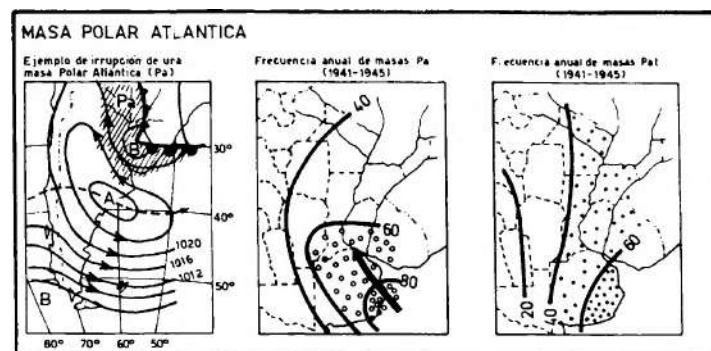 MASA POLAR ATLANTICA
Ejemplo de irrupción de una
masa Polar Atlantica (Pa)
Frecuencia anual de masas Pa
(1941-1945)
F.ecuencia anual de masas Pat
(1941-1945)
Pa
B
30°
A
40°
1020
1016
1012
50°
B
80° 70° 60° 50°
40
60
80
60
20
40